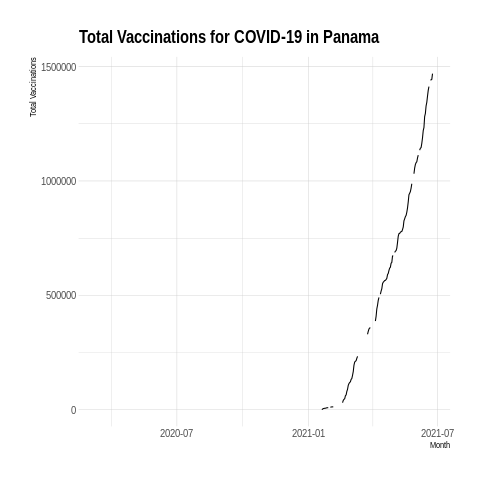 Total Vaccinations for COVID-19 in Panama
Total Vaccinations
1500000
1000000
500000
0
2020-07
2021-01
2021-07
Month